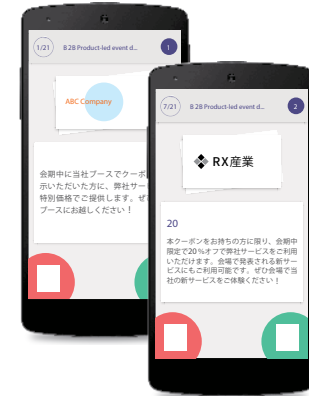 1/21
B2B Product-led event d...
1
ABC Company
会期中に当社ブースでクーポ
示いただいた方に、弊社サー
特別価格でご提供します。ぜ
ブースにお越しください！
7/21
B2B Product-led event d...
2
RX産業
20
本クーポンをお持ちの方に限り、会期中
限定で20%オフで弊社サービスをご利用
いただけます。会場で発表される新サー
ビスにもご利用可能です。ぜひ会場で当
社の新サービスをご体験ください！